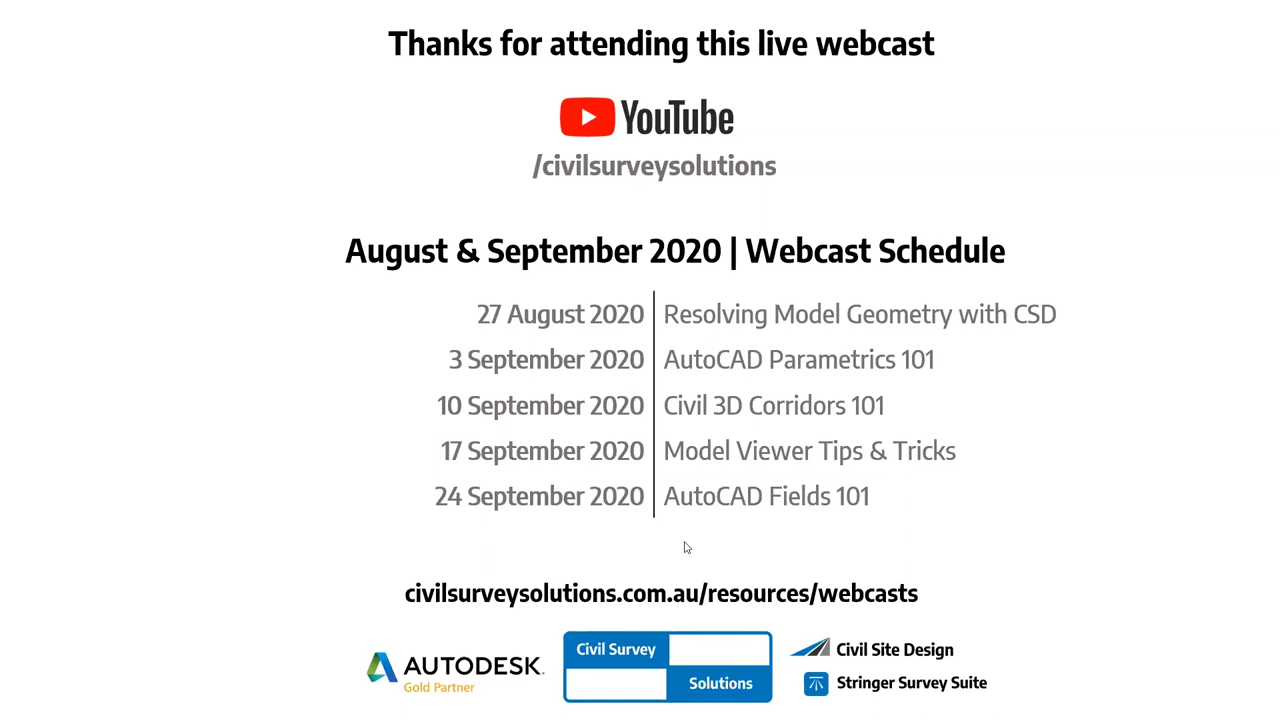 Thanks for attending this live webcast
YouTube
/civilsurveysolutions
August & September 2020 | Webcast Schedule
27 August 2020 Resolving Model Geometry with CSD
3 September 2020 AutoCAD Parametrics 101
10 September 2020 Civil 3D Corridors 101
17 September 2020 Model Viewer Tips & Tricks
24 September 2020 AutoCAD Fields 101
civilsurveysolutions.com.au/resources/webcasts
AUTODESK.
Gold Partner
Civil Survey
Solutions
Civil Site Design
Stringer Survey Suite